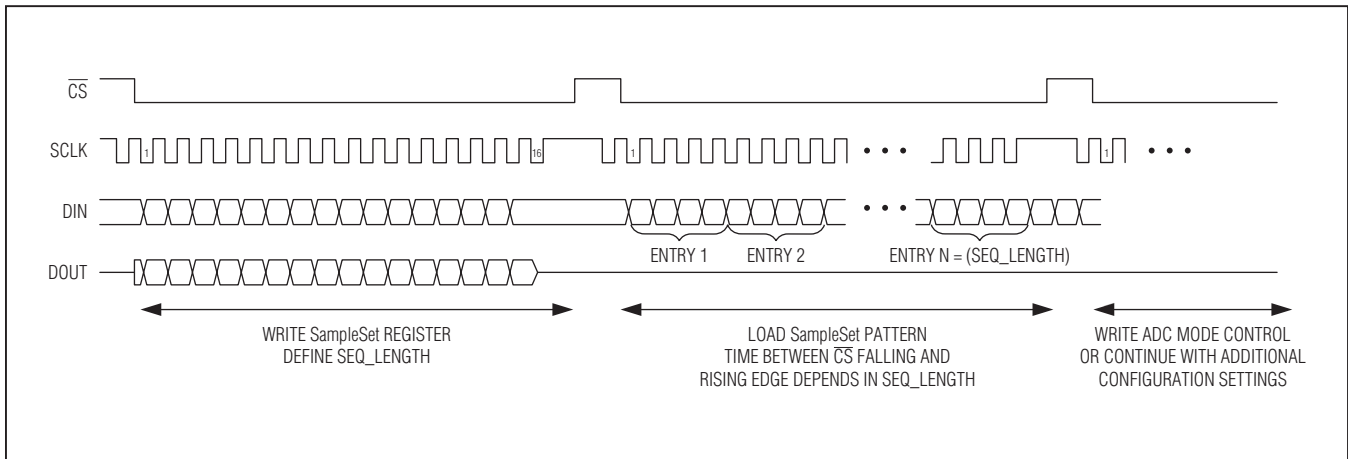 CS
SCLK
1
16
1
• • •
1
• • •
DIN
• • •
ENTRY 1
ENTRY 2
ENTRY N = (SEQ_LENGTH)
DOUT
WRITE SampleSet REGISTER
DEFINE SEQ_LENGTH
LOAD SampleSet PATTERN
TIME BETWEEN CS FALLING AND
RISING EDGE DEPENDS IN SEQ_LENGTH
WRITE ADC MODE CONTROL
OR CONTINUE WITH ADDITIONAL
CONFIGURATION SETTINGS